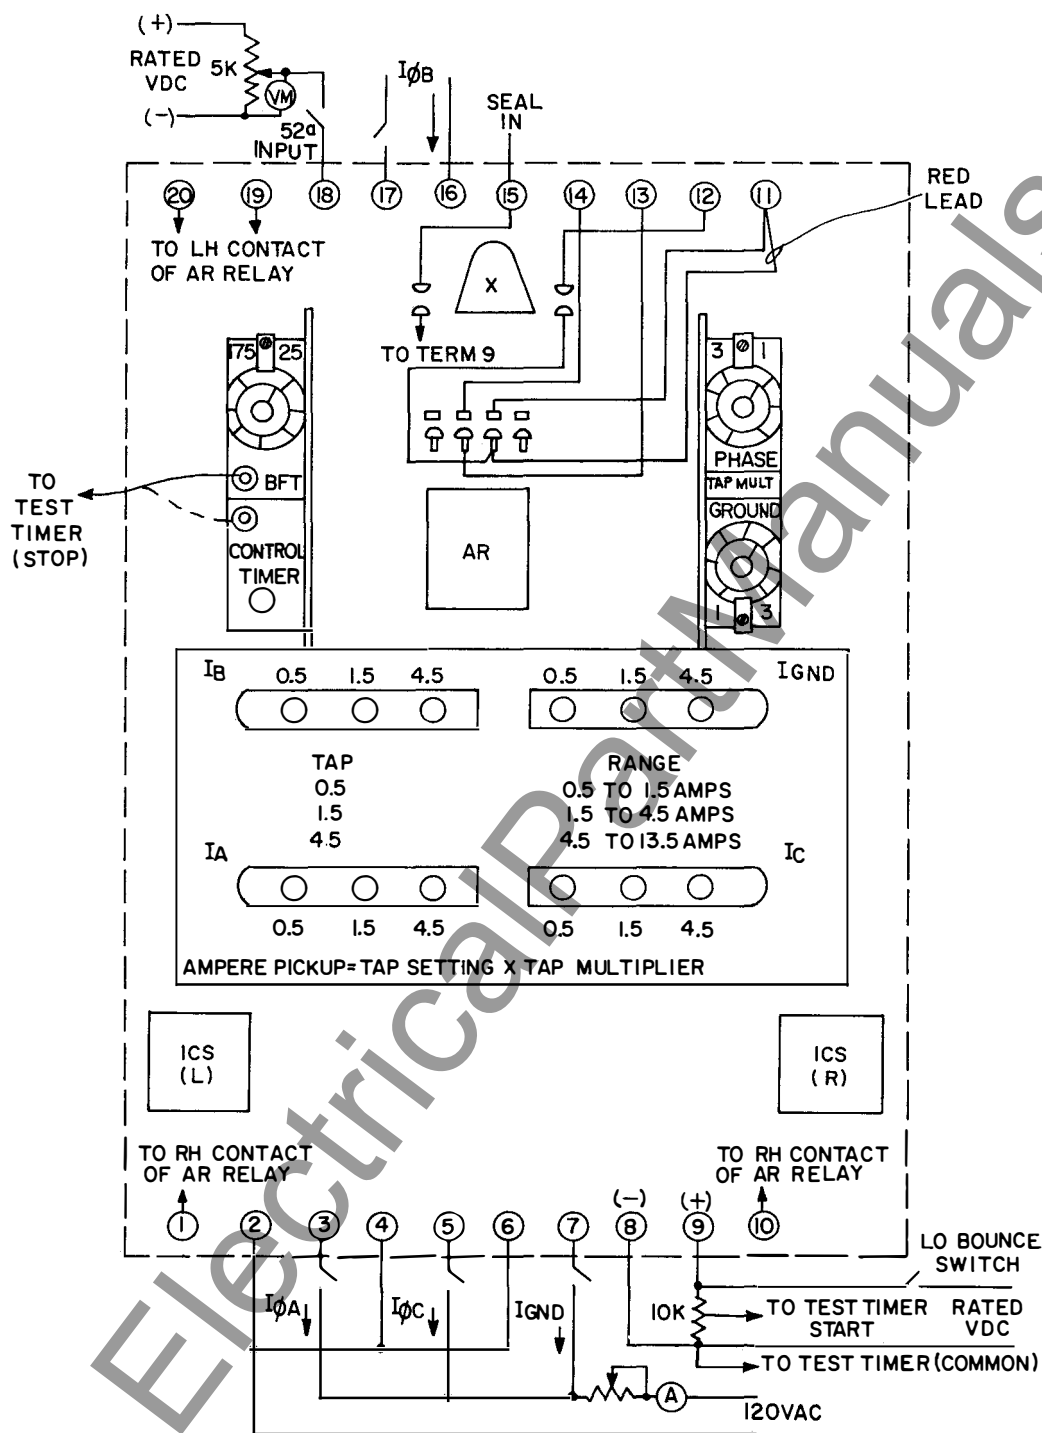 (+)
RATED
VDC
5K
(-)
VM
52a
INPUT
IØB
SEAL
IN
20
19
18
17
16
15
14
13
12
11
RED
LEAD
TO LH CONTACT
OF AR RELAY
X
TO TERM 9
175 25
3 1
TO
TEST
TIMER
(STOP)
BFT
CONTROL
TIMER
AR
PHASE
TAP MULT
GROUND
1 3
IB
0.5 1.5 4.5
0.5 1.5 4.5
IGND
TAP
RANGE
0.5
0.5 TO 1.5 AMPS
1.5
1.5 TO 4.5 AMPS
4.5
4.5 TO 13.5 AMPS
IA
IC
0.5 1.5 4.5
0.5 1.5 4.5
AMPERE PICKUP=TAP SETTING X TAP MULTIPLIER
ICS
(L)
ICS
(R)
TO RH CONTACT
OF AR RELAY
TO RH CONTACT
OF AR RELAY
(-)
(+)
1
2
3
4
5
6
7
8
9
10
LO BOUNCE
SWITCH
IØA
IØC
IGND
10K
TO TEST TIMER
START
RATED
VDC
TO TEST TIMER (COMMON)
A
120VAC
ElectricalPartManuals